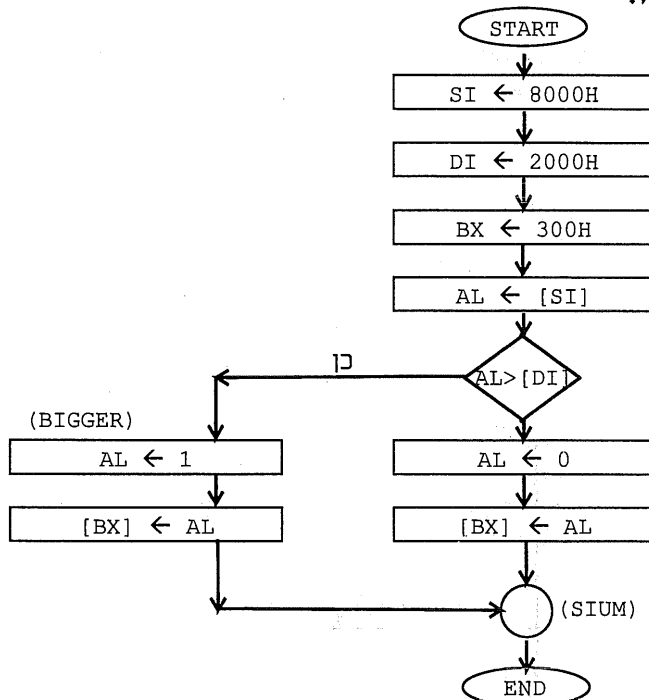 START
SI ← 8000H
DI ← 2000H
BX ← 300H
AL ← [SI]
AL>[DI]
כן
(BIGGER)
AL ← 1
AL ← 0
[BX] ← AL
[BX] ← AL
(SIUM)
END